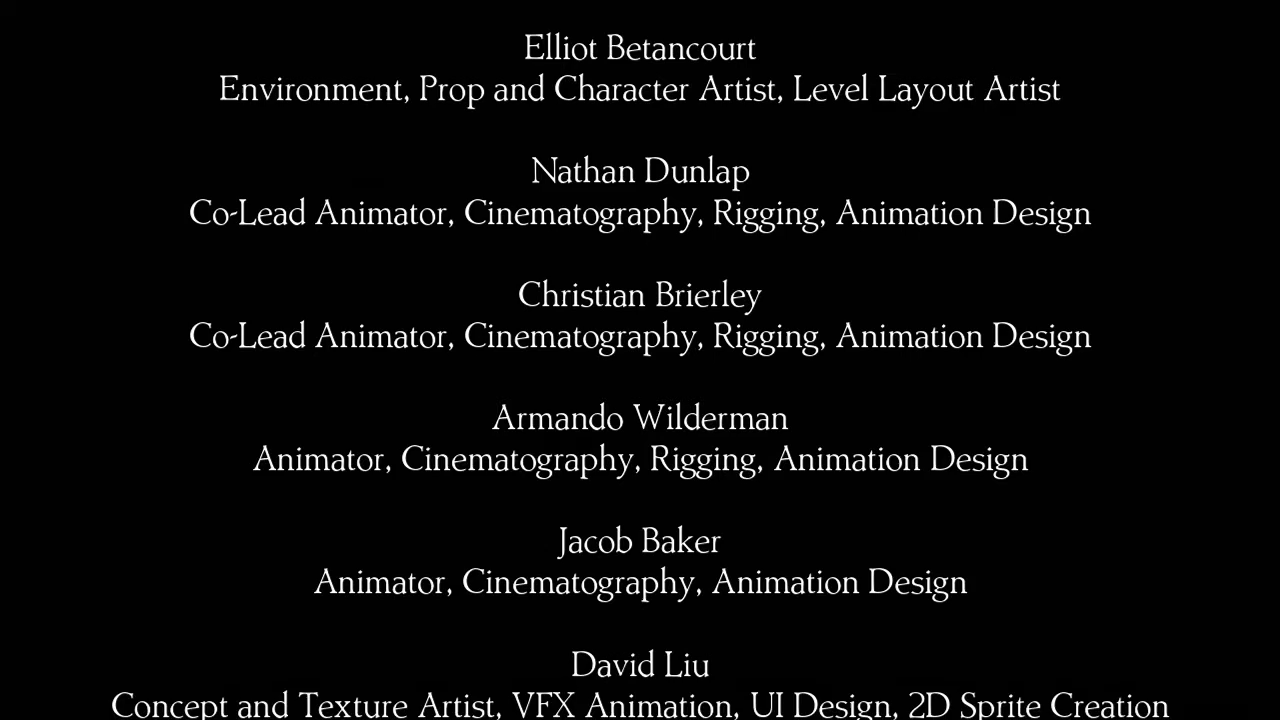 Elliot Betancourt
Environment, Prop and Character Artist, Level Layout Artist
Nathan Dunlap
Co-Lead Animator, Cinematography, Rigging, Animation Design
Christian Brierley
Co-Lead Animator, Cinematography, Rigging, Animation Design
Armando Wilderman
Animator, Cinematography, Rigging, Animation Design
Jacob Baker
Animator, Cinematography, Animation Design
David Liu
Concept and Texture Artist, VFX Animation, UI Design, 2D Sprite Creation